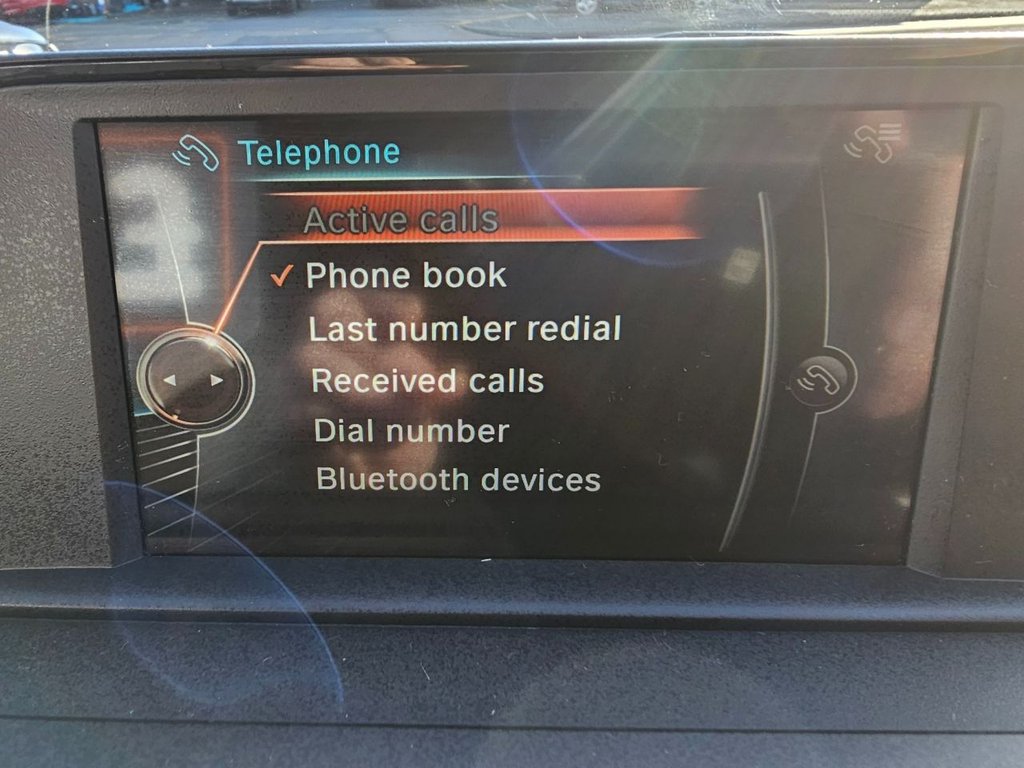 Telephone
Active calls
Phone book
Last number redial
Received calls
Dial number
Bluetooth devices